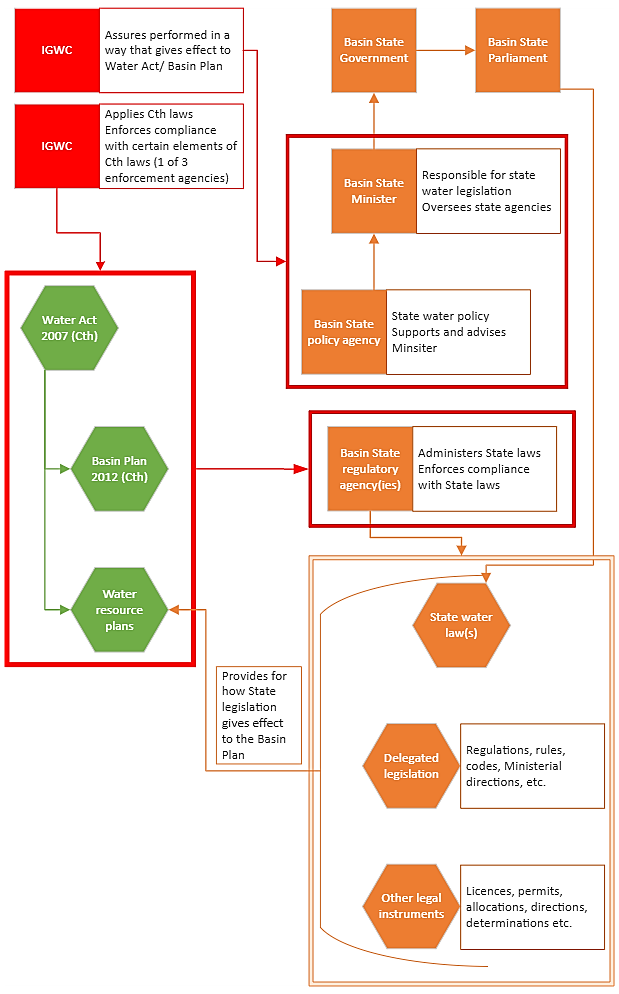 IGWC
Assures performed in a
way that gives effect to
Water Act/ Basin Plan
Basin State
Government
Basin State
Parliament
IGWC
Applies Cth laws
Enforces compliance
with certain elements of
Cth laws (1 of 3
enforcement agencies)
Basin State
Minister
Responsible for state
water legislation
Oversees state agencies
Basin State
policy agency
State water policy
Supports and advises
Minsiter
Water Act
2007 (Cth)
Basin Plan
2012 (Cth)
Basin State
regulatory
agency(ies)
Administers State laws
Enforces compliance
with State laws
Water
resource
plans
State water
law(s)
Provides for
how State
legislation
gives effect
to the Basin
Plan
Delegated
legislation
Regulations, rules,
codes, Ministerial
directions, etc.
Other legal
instruments
Licences, permits,
allocations, directions,
determinations etc.